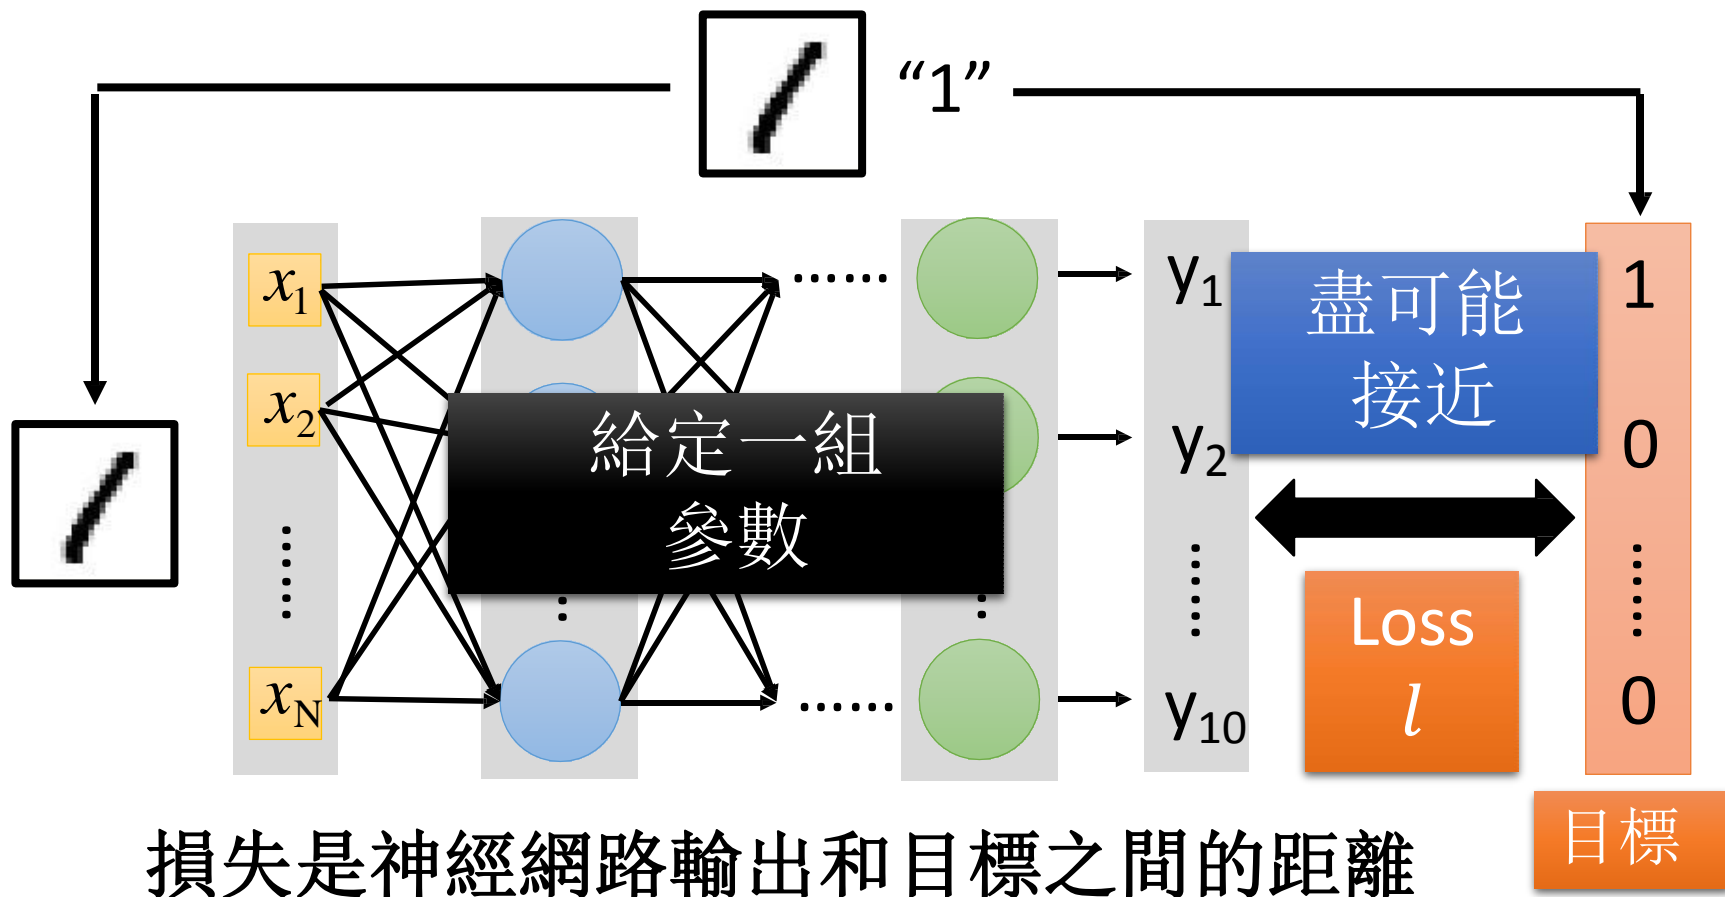 “1”
x1
x2
⋮
xN
……
……
給定一組
參數
y1
y2
⋮
y10
盡可能
接近
Loss
l
1
0
⋮
0
目標
損失是神經網路輸出和目標之間的距離